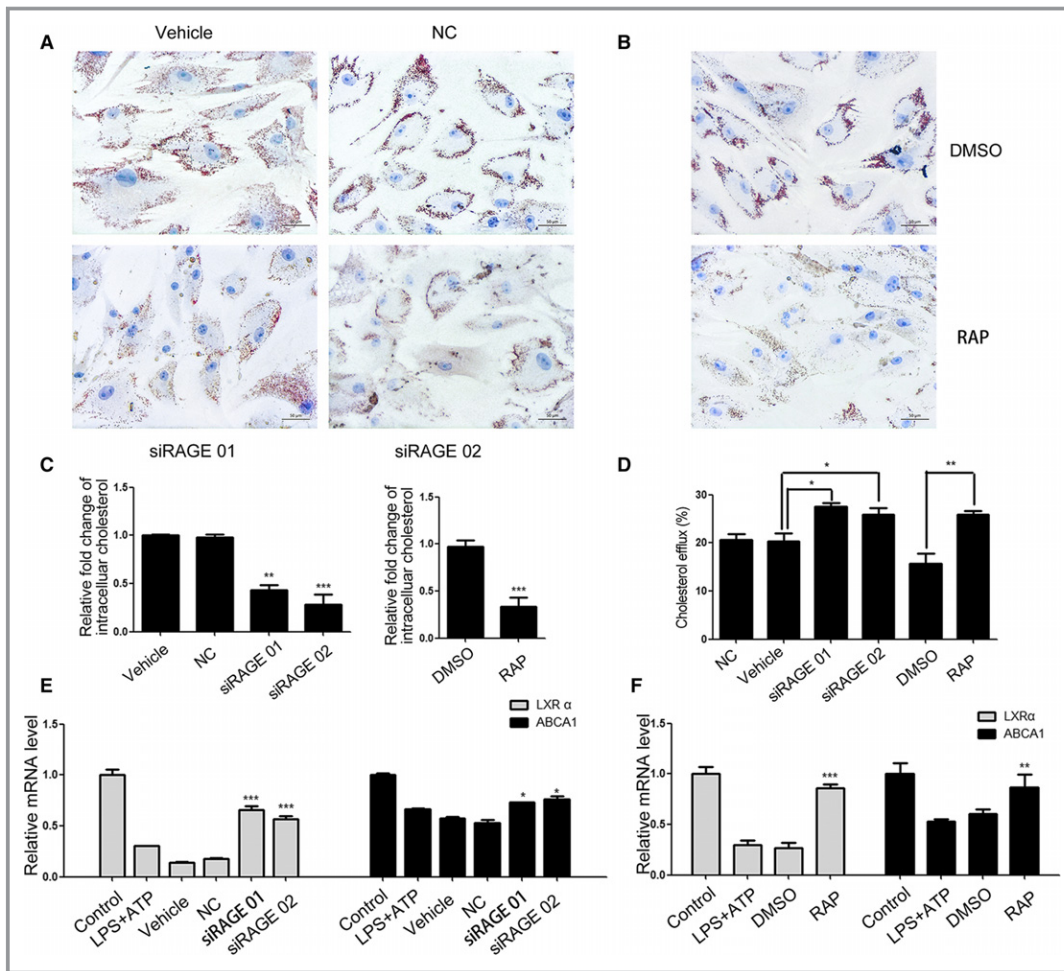 A
Vehicle
NC
B
DMSO
RAP
siRAGE 01
siRAGE 02
C
Relative fold change of
intracelluar cholesterol
1.5
1.0
0.5
0.0
**
***
Vehicle
NC
siRAGE 01
siRAGE 02
Relative fold change of
intracelluar cholesterol
1.5
1.0
0.5
0.0
***
DMSO
RAP
D
Cholesterol efflux (%)
30
20
10
0
*
*
**
NC
Vehicle
siRAGE 01
siRAGE 02
DMSO
RAP
E
LXR α
ABCA1
Relative mRNA level
1.5
1.0
0.5
0.0
***
***
*
*
Control
LPS+ATP
Vehicle
NC
siRAGE 01
siRAGE 02
Control
LPS+ATP
Vehicle
NC
siRAGE 01
siRAGE 02
F
LXRα
ABCA1
Relative mRNA level
1.5
1.0
0.5
0.0
***
**
Control
LPS+ATP
DMSO
RAP
Control
LPS+ATP
DMSO
RAP